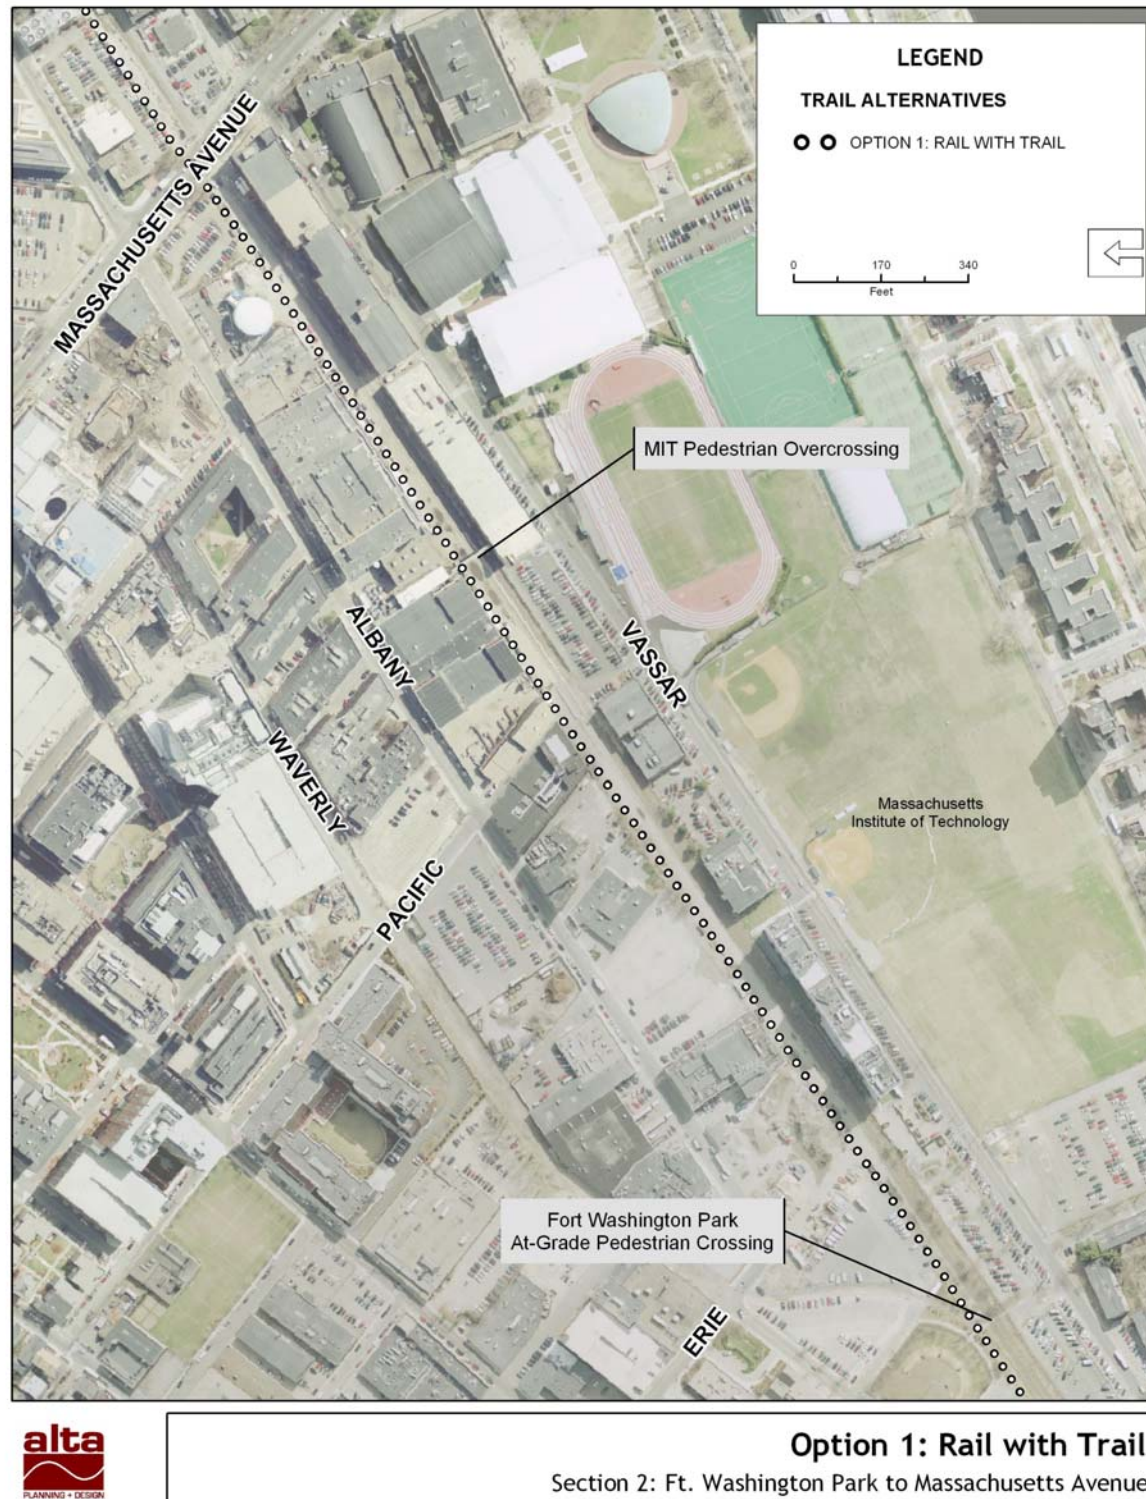 LEGEND
TRAIL ALTERNATIVES
OPTION 1: RAIL WITH TRAIL
0 170 340
Feet
MASSACHUSETTS AVENUE
MIT Pedestrian Overcrossing
ALBANY
VASSAR
WAVERLY
Massachusetts
Institute of Technology
PACIFIC
Fort Washington Park
At-Grade Pedestrian Crossing
ERIE
alta
PLANNING + DESIGN
Option 1: Rail with Trail
Section 2: Ft. Washington Park to Massachusetts Avenue